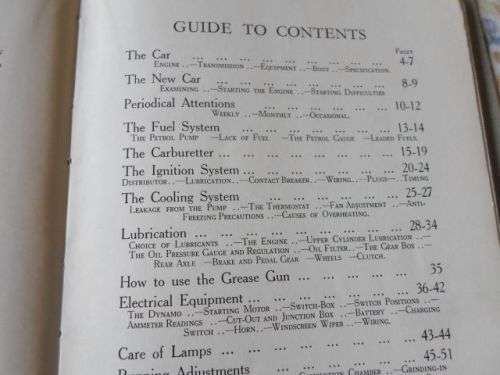 GUIDE TO CONTENTS
Pages
The Car ... ... ... ... ... ... ... ... 4-7
Engine..—Transmission..—Equipment..—Body..—Specification.
The New Car ... ... ... ... ... ... ... 8-9
Examining..—Starting the Engine..—Starting Difficulties
Periodical Attentions ... ... ... ... ... 10-12
Weekly..—Monthly..—Occasional.
The Fuel System ... ... ... ... ... ... 13-14
The Petrol Pump..—Lack of Fuel..—The Petrol Gauge..—Leaded Fuels.
The Carburetter ... ... ... ... ... ... 15-19
The Ignition System ... ... ... ... ... 20-24
Distributor..—Lubrication..—Contact Breaker..—Wiring..—Plugs..—Timing
The Cooling System ... ... ... ... ... 25-27
Leakage from the Pump..—The Thermostat..—Fan Adjustment..—Anti-
Freezing Precautions..—Causes of Overheating.
Lubrication ... ... ... ... ... ... ... 28-34
Choice of Lubricants..—The Engine..—Upper Cylinder Lubrication..—
The Oil Pressure Gauge and Regulation..—Oil Filter..—The Gear Box..—
Rear Axle..—Brake and Pedal Gear..—Wheels..—Clutch.
How to use the Grease Gun ... ... ... ... 35
Electrical Equipment ... ... ... ... ... 36-42
The Dynamo..—Starting Motor..—Switch-Box..—Switch Positions..—
Ammeter Readings..—Cut-Out and Junction Box..—Battery..—Charging
Switch..—Horn..—Windscreen Wiper..—Wiring.
Care of Lamps ... ... ... ... ... ... 43-44
Running Adjustments ... ... ... ... ... 45-51
Combustion Chamber..—Grinding-in